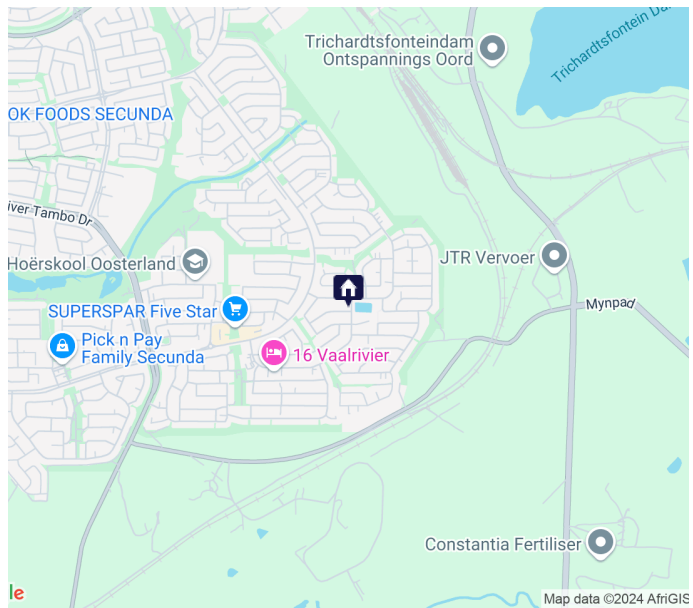 Trichardtsfonteindam
Ontspannings Oord
Trichardtsfontein Da
OK FOODS SECUNDA
iver Tambo Dr
Hoërskool Oosterland
JTR Vervoer
Mynpad
SUPERSPAR Five Star
Pick n Pay
Family Secunda
16 Vaalrivier
Constantia Fertiliser
le
Map data ©2024 AfriGIS